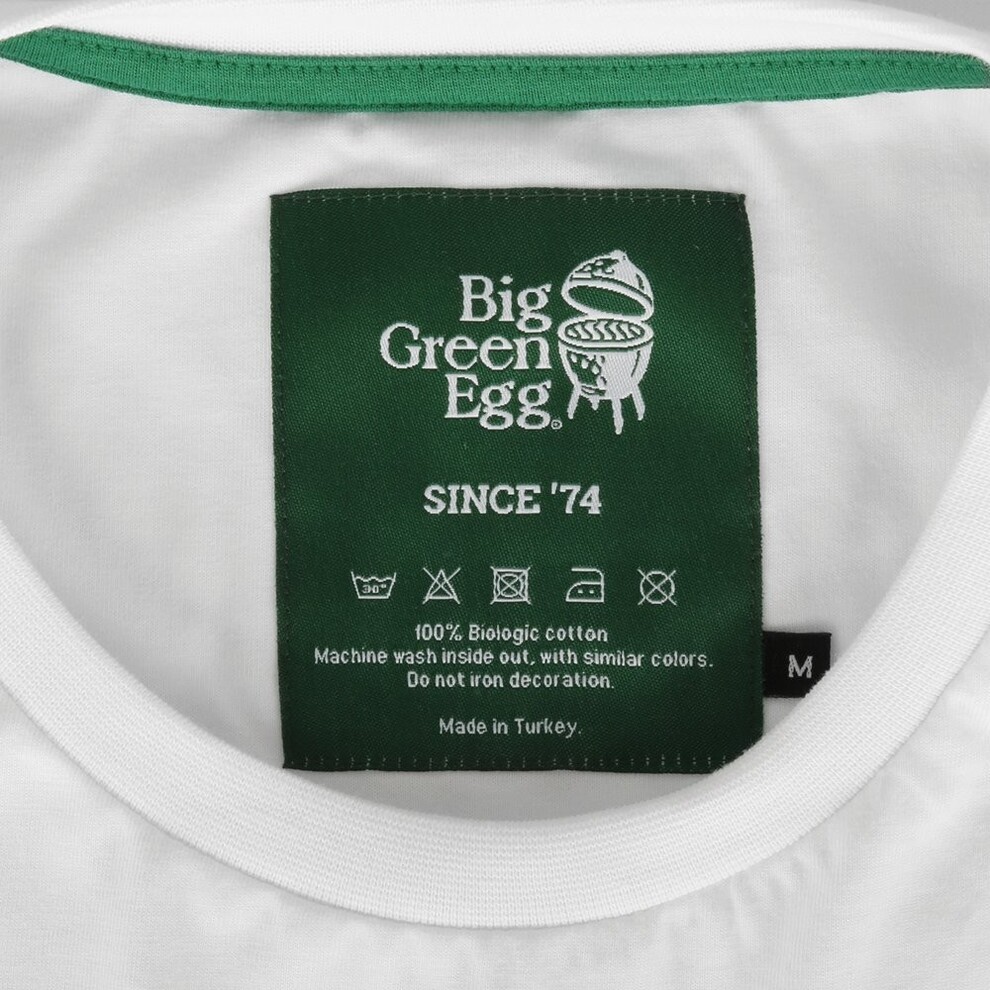 Big
Green
Egg®
SINCE '74
30°
100% Biologic cotton
Machine wash inside out, with similar colors.
Do not iron decoration.
M
Made in Turkey.